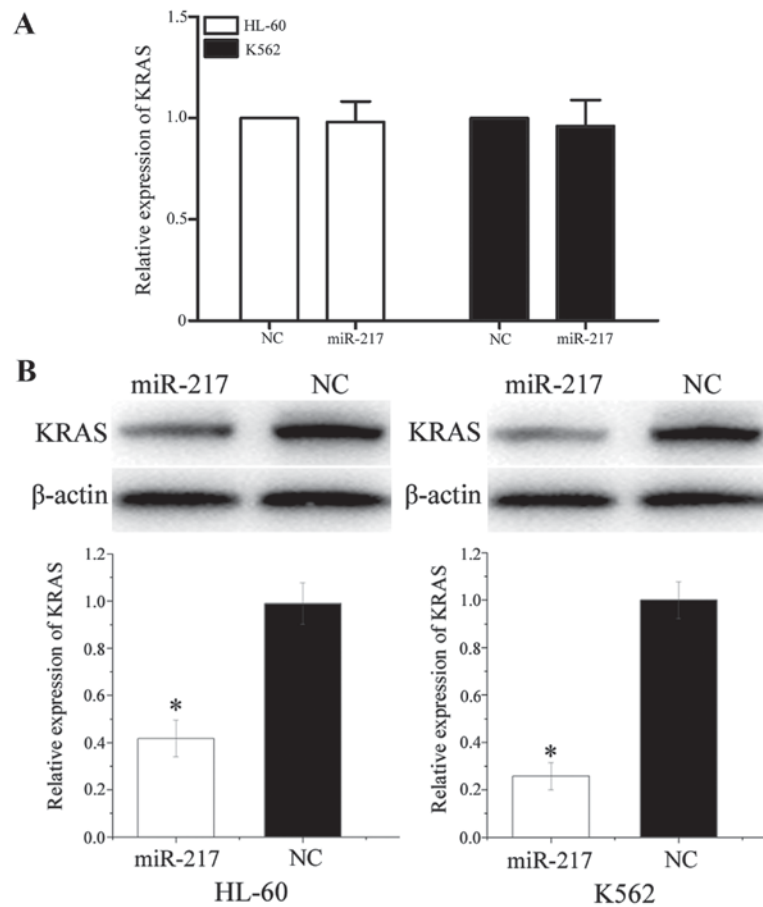 A
Relative expression of KRAS
1.5
1.0
0.5
0
HL-60
K562
NC
miR-217
NC
miR-217
B
miR-217 NC
KRAS
β-actin
miR-217 NC
KRAS
β-actin
Relative expression of KRAS
1.2
1.0
0.8
0.6
0.4
0.2
0.0
*
miR-217
NC
HL-60
Relative expression of KRAS
1.2
1.0
0.8
0.6
0.4
0.2
0.0
*
miR-217
NC
K562